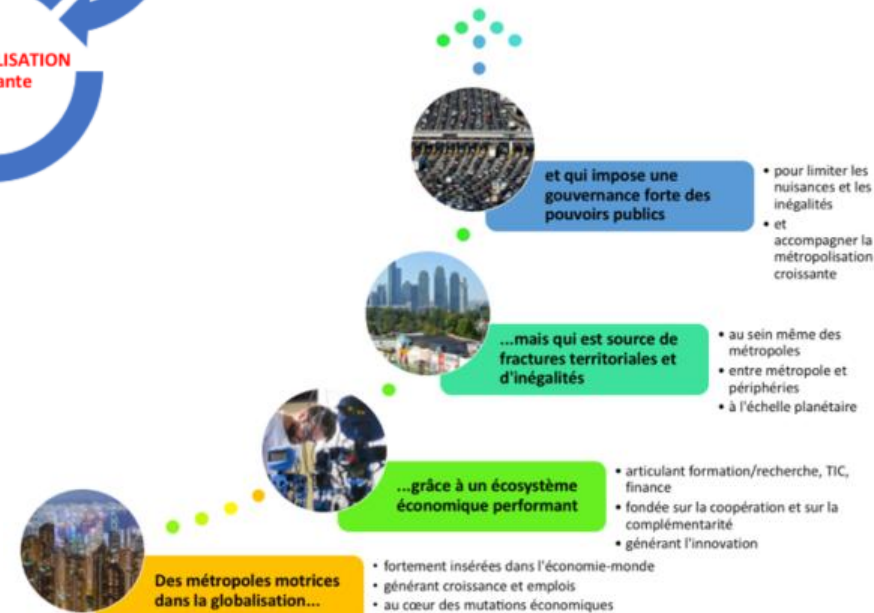 LISATION
ante
et qui impose une
gouvernance forte des
pouvoirs publics
• pour limiter les
nuisances et les
inégalités
• et
accompagner la
métropolisation
croissante
...mais qui est source de
fractures territoriales et
d'inégalités
• au sein même des
métropoles
• entre métropole et
périphéries
• à l'échelle planétaire
...grâce à un écosystème
économique performant
• articulant formation/recherche, TIC,
finance
• fondée sur la coopération et sur la
complémentarité
• générant l'innovation
Des métropoles motrices
dans la globalisation...
• fortement insérées dans l'économie-monde
• générant croissance et emplois
• au cœur des mutations économiques